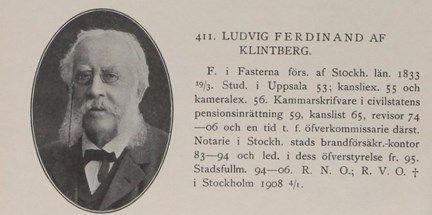 411. LUDVIG FERDINAND AF
KLINTBERG.
F. i Fasterna förs. af Stockh. län. 1833
19/3. Stud. i Uppsala 53; kansliex. 55 och
kameralex. 56. Kammarskrifvare i civilstatens
pensionsinrättning 59, kanslist 65, revisor 74
—06 och en tid t. f. öfverkommissarie därst.
Notarie i Stockh. stads brandförsäkr.-kontor
83—94 och led. i dess öfverstyrelse fr. 95.
Stadsfullm. 94—06. R. N. O.; R. V. O. †
i Stockholm 1908 4/1.